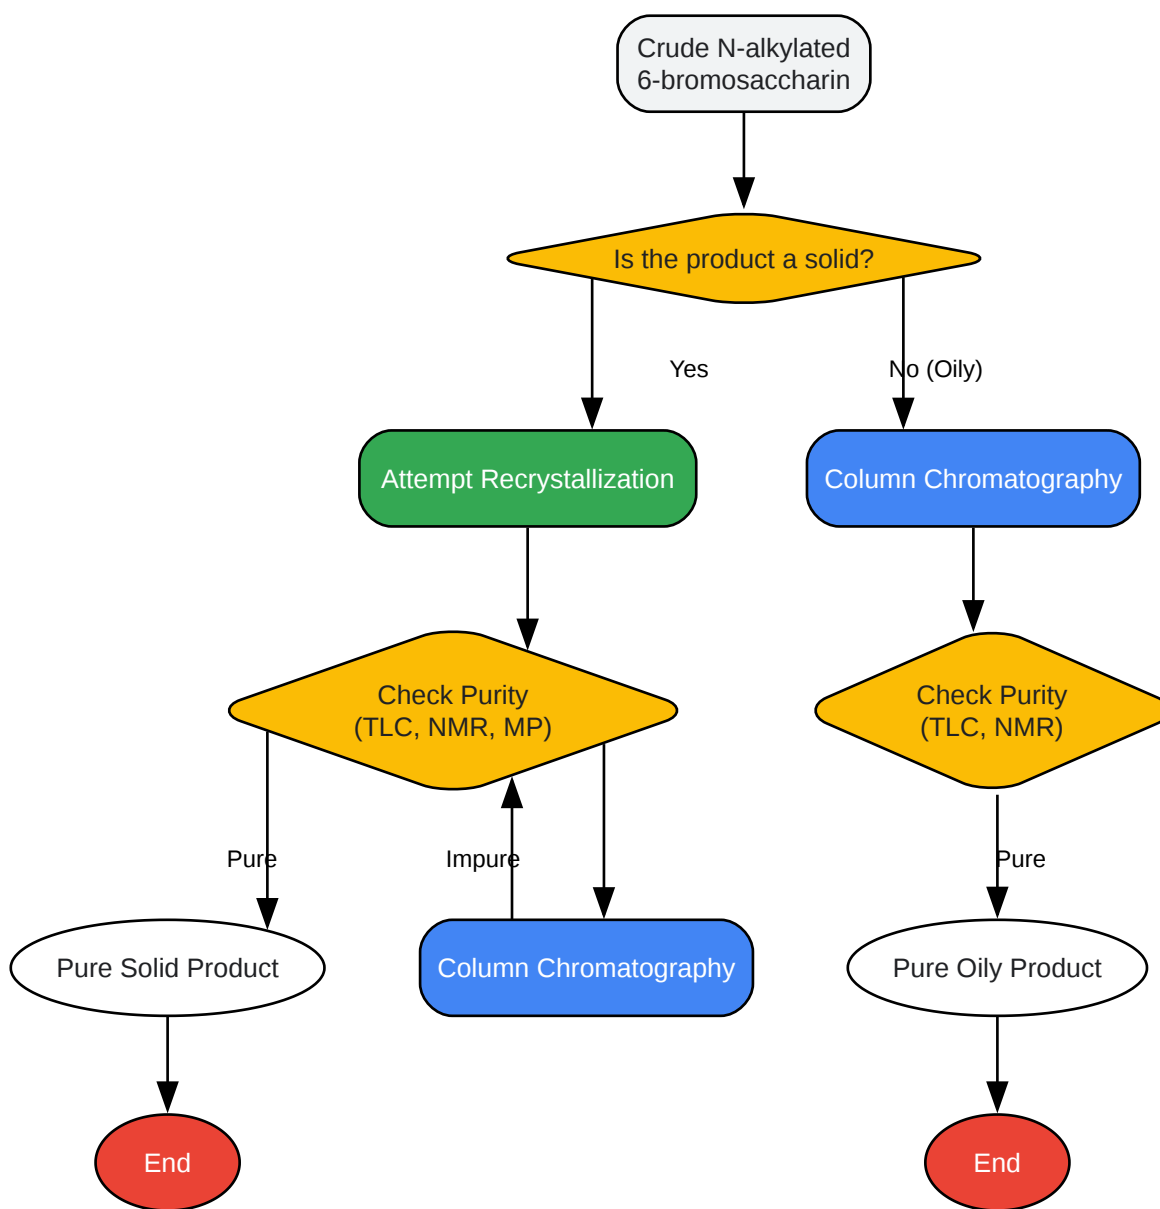 Crude N-alkylated
6-bromosaccharin
Is the product a solid?
Yes
No (Oily)
Attempt Recrystallization
Column Chromatography
Check Purity
(TLC, NMR, MP)
Check Purity
(TLC, NMR)
Pure
Impure
Pure
Pure Solid Product
Column Chromatography
Pure Oily Product
End
End